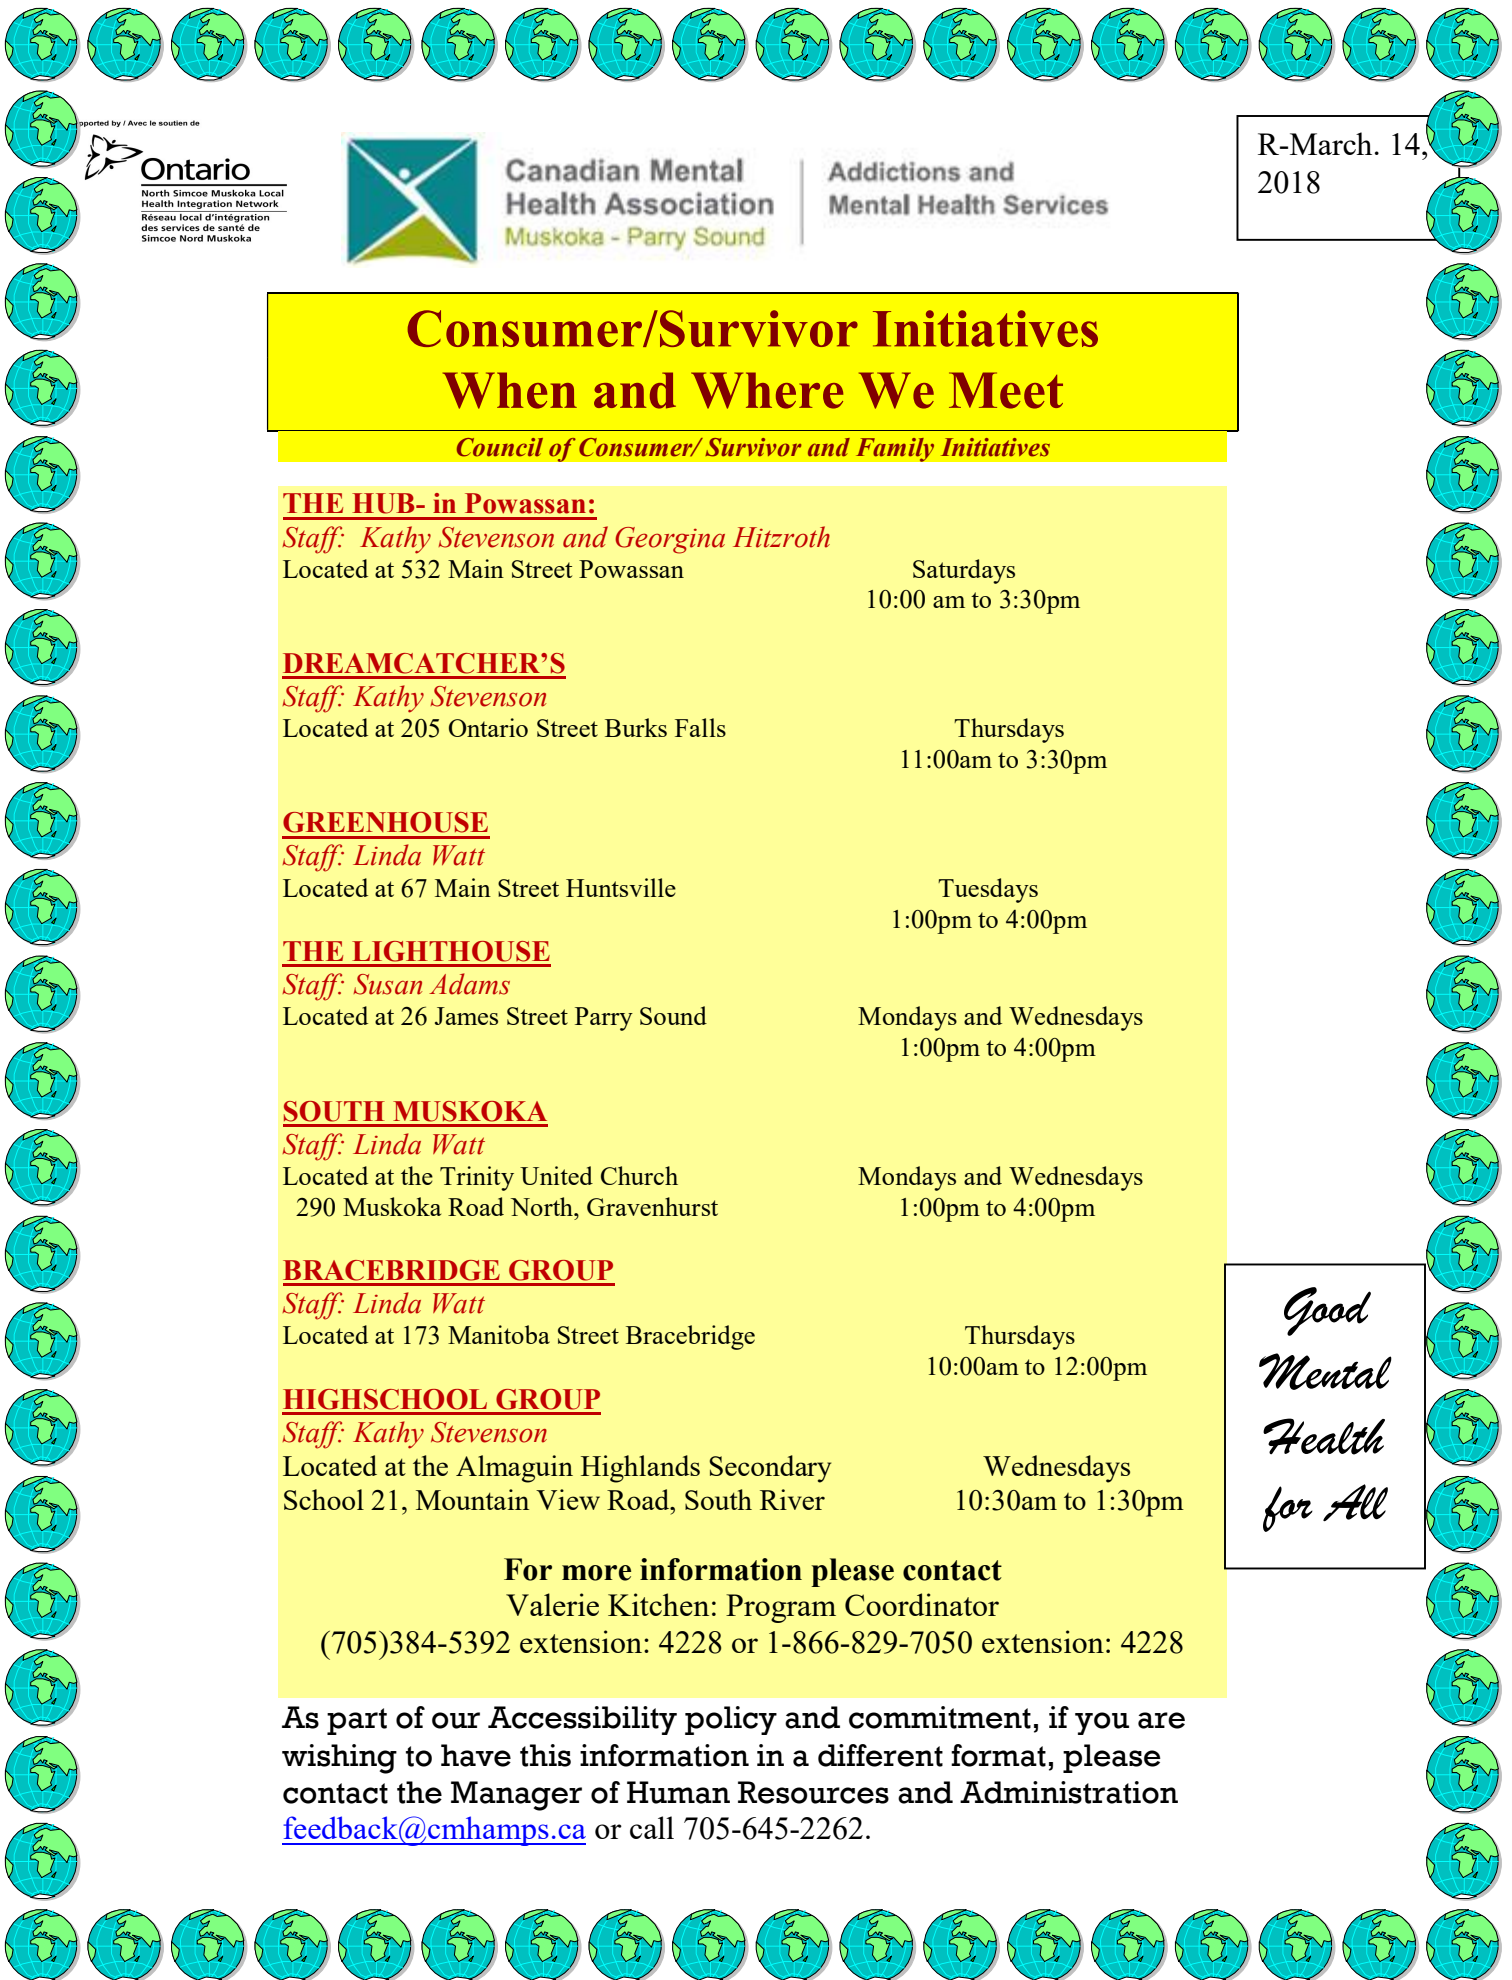 pported by / Avec le soutien de
Ontario
North Simcoe Muskoka Local
Health Integration Network
Réseau local d'intégration
des services de santé de
Simcoe Nord Muskoka
Canadian Mental
Health Association
Muskoka - Parry Sound
Addictions and
Mental Health Services
R-March. 14,
2018
Consumer/Survivor Initiatives
When and Where We Meet
Council of Consumer/ Survivor and Family Initiatives
THE HUB- in Powassan:
Staff:  Kathy Stevenson and Georgina Hitzroth
Located at 532 Main Street Powassan Saturdays
10:00 am to 3:30pm
DREAMCATCHER'S
Staff: Kathy Stevenson
Located at 205 Ontario Street Burks Falls Thursdays
11:00am to 3:30pm
GREENHOUSE
Staff: Linda Watt
Located at 67 Main Street Huntsville Tuesdays
1:00pm to 4:00pm
THE LIGHTHOUSE
Staff: Susan Adams
Located at 26 James Street Parry Sound Mondays and Wednesdays
1:00pm to 4:00pm
SOUTH MUSKOKA
Staff: Linda Watt
Located at the Trinity United Church Mondays and Wednesdays
290 Muskoka Road North, Gravenhurst 1:00pm to 4:00pm
BRACEBRIDGE GROUP
Staff: Linda Watt
Located at 173 Manitoba Street Bracebridge Thursdays
10:00am to 12:00pm
HIGHSCHOOL GROUP
Staff: Kathy Stevenson
Located at the Almaguin Highlands Secondary Wednesdays
School 21, Mountain View Road, South River 10:30am to 1:30pm
Good
Mental
Health
for All
For more information please contact
Valerie Kitchen: Program Coordinator
(705)384-5392 extension: 4228 or 1-866-829-7050 extension: 4228
As part of our Accessibility policy and commitment, if you are
wishing to have this information in a different format, please
contact the Manager of Human Resources and Administration
feedback@cmhamps.ca or call 705-645-2262.